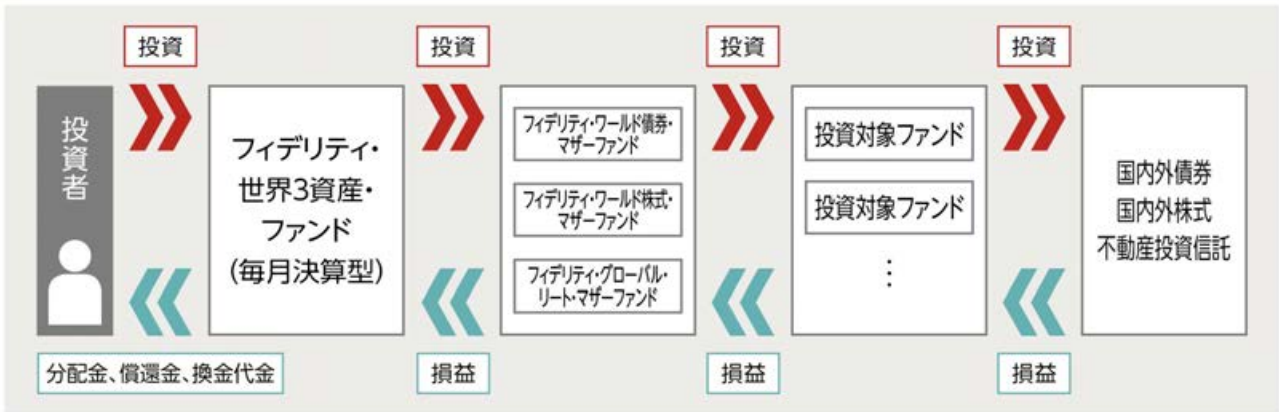 投資
投資
投資
投資
投資者
フィデリティ・
世界3資産・
ファンド
(毎月決算型)
フィデリティ・ワールド債券・
マザーファンド
フィデリティ・ワールド株式・
マザーファンド
フィデリティ・グローバル・
リート・マザーファンド
投資対象ファンド
投資対象ファンド
⋮
国内外債券
国内外株式
不動産投資信託
分配金、償還金、換金代金
損益
損益
損益